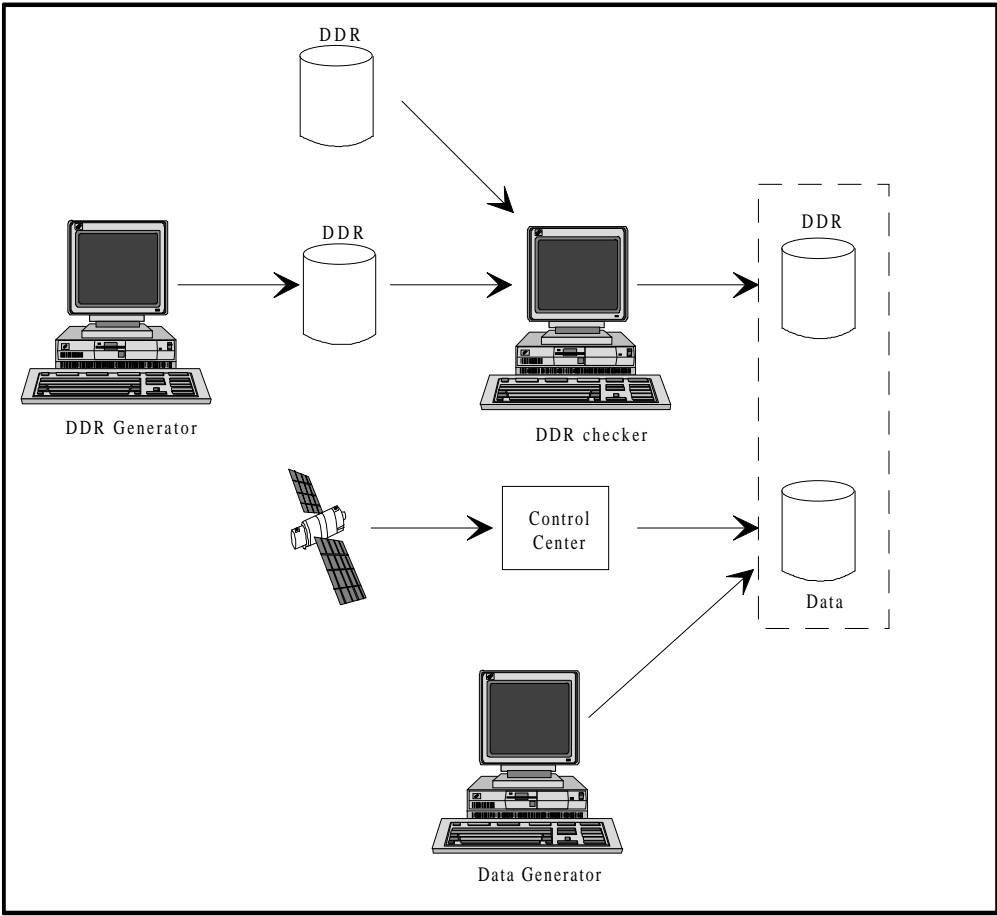 DDR
DDR
DDR
DDR Generator
DDR checker
Control
Center
Data
Data Generator